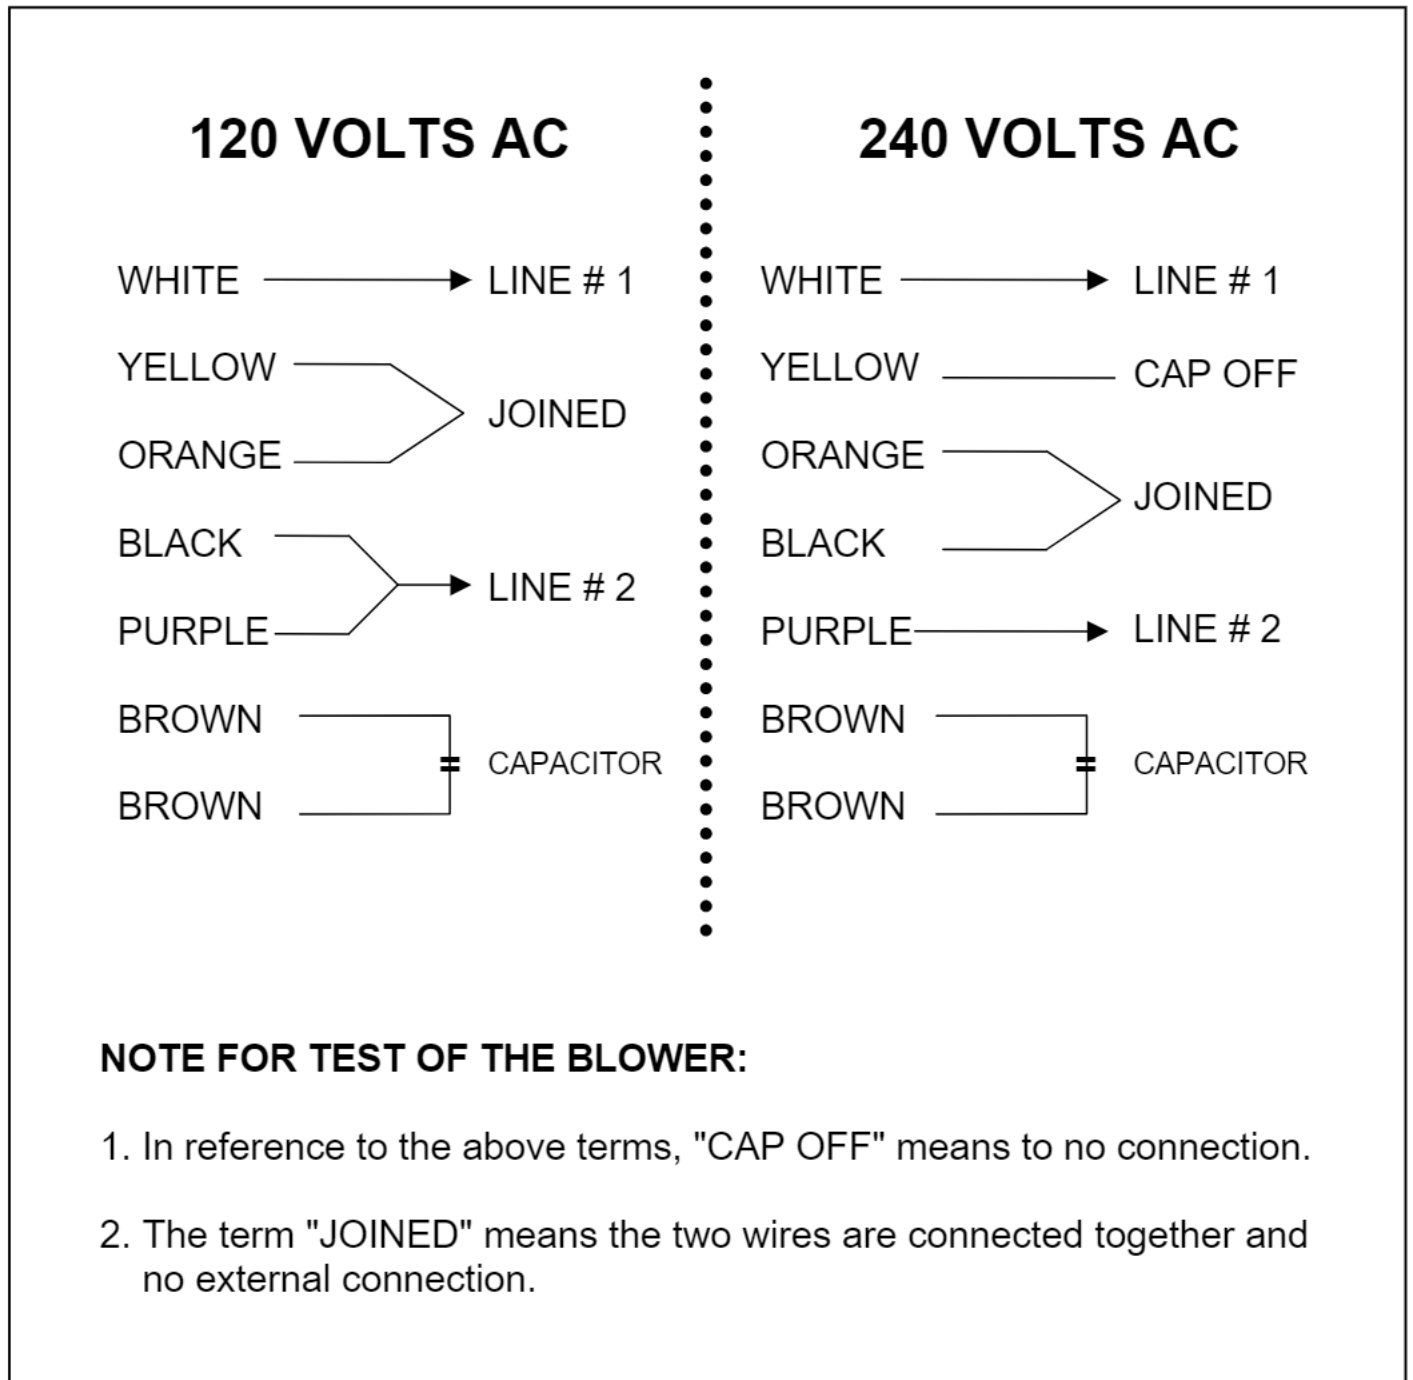 120 VOLTS AC
WHITE
LINE # 1
YELLOW
JOINED
ORANGE
BLACK
LINE # 2
PURPLE
BROWN
CAPACITOR
BROWN
240 VOLTS AC
WHITE
LINE # 1
YELLOW
CAP OFF
ORANGE
JOINED
BLACK
PURPLE
LINE # 2
BROWN
CAPACITOR
BROWN
NOTE FOR TEST OF THE BLOWER:
1. In reference to the above terms, "CAP OFF" means to no connection.
2. The term "JOINED" means the two wires are connected together and
no external connection.